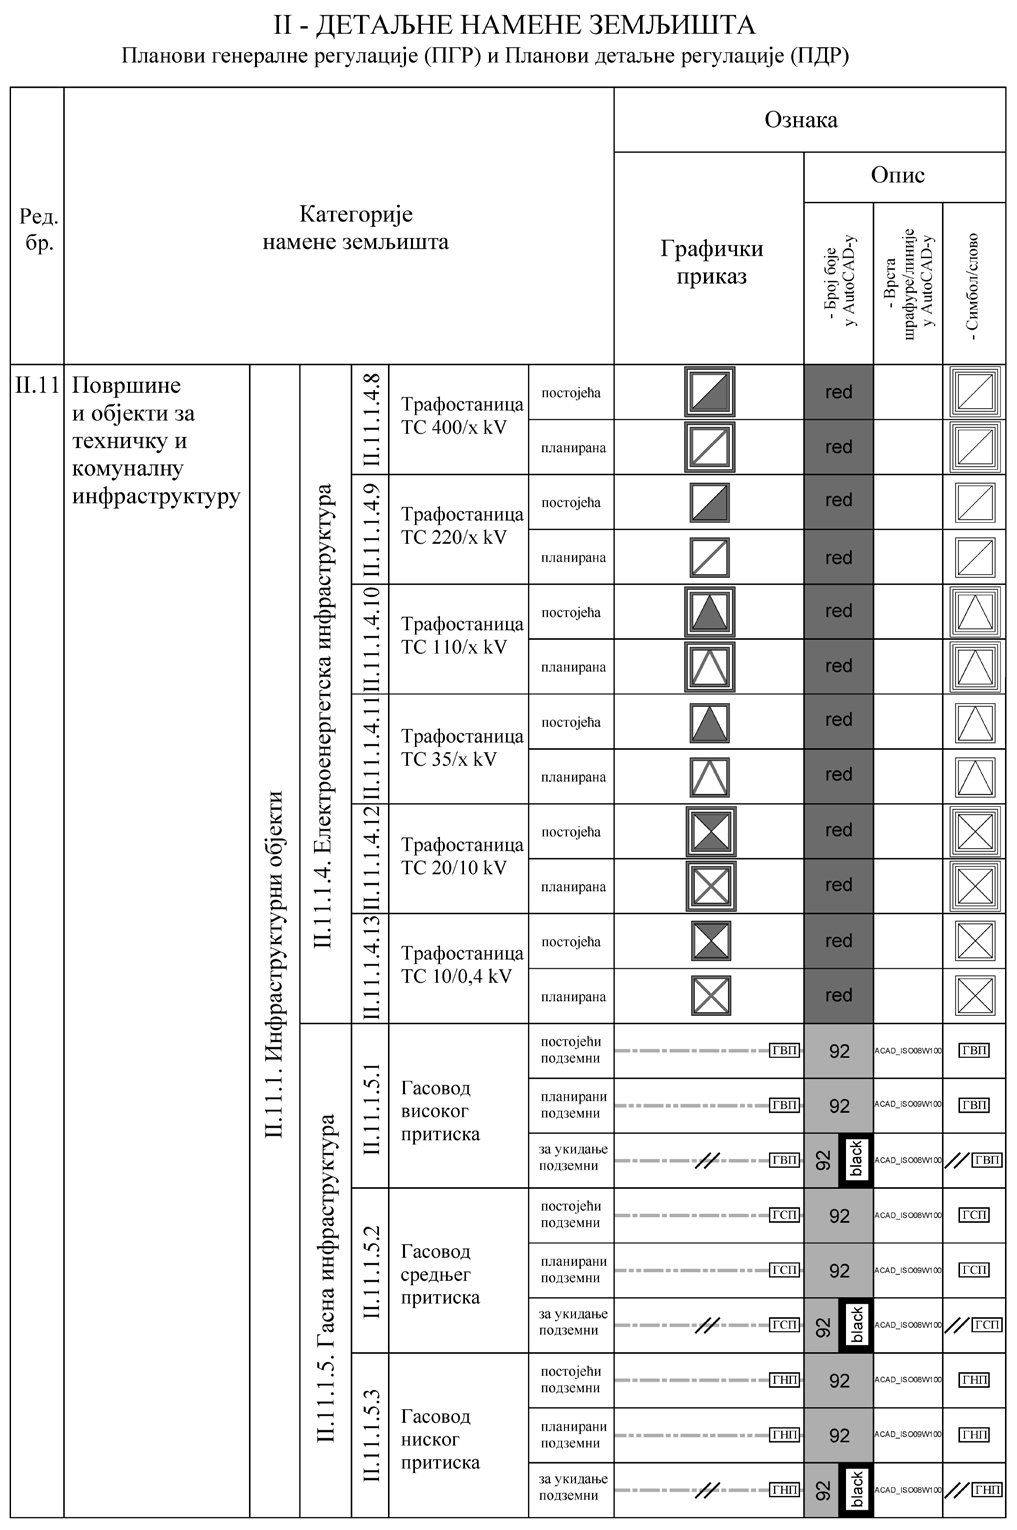 II - ДЕТАЉНЕ НАМЕНЕ ЗЕМЉИШТА
Планови генералне регулације (ПГР) и Планови детаљне регулације (ПДР)
Ред.
бр.
Категорије
намене земљишта
Ознака
Графички
приказ
Опис
- Број боје
у AutoCAD-у
- Врста
шрафуре/линије
у AutoCAD-у
- Симбол/слово
II.11
Површине
и објекти за
техничку и
комуналну
инфраструктуру
II.11.1. Инфраструктурни објекти
II.11.1.4. Електроенергетска инфраструктура
II.11.1.4.8
Трафостаница
ТС 400/x kV
постојећа
red
планирана
red
II.11.1.4.9
Трафостаница
ТС 220/x kV
постојећа
red
планирана
red
II.11.1.4.10
Трафостаница
ТС 110/x kV
постојећа
red
планирана
red
II.11.1.4.11
Трафостаница
ТС 35/x kV
постојећа
red
планирана
red
II.11.1.4.12
Трафостаница
ТС 20/10 kV
постојећа
red
планирана
red
II.11.1.4.13
Трафостаница
ТС 10/0,4 kV
постојећа
red
планирана
red
II.11.1.5. Гасна инфраструктура
II.11.1.5.1
Гасовод
високог
притиска
постојећи
подземни
ГВП
92
ACAD_ISO08W100
ГВП
планирани
подземни
ГВП
92
ACAD_ISO09W100
ГВП
за укидање
подземни
ГВП
92
black
ACAD_ISO08W100
ГВП
II.11.1.5.2
Гасовод
средњег
притиска
постојећи
подземни
ГСП
92
ACAD_ISO08W100
ГСП
планирани
подземни
ГСП
92
ACAD_ISO09W100
ГСП
за укидање
подземни
ГСП
92
black
ACAD_ISO08W100
ГСП
II.11.1.5.3
Гасовод
ниског
притиска
постојећи
подземни
ГНП
92
ACAD_ISO08W100
ГНП
планирани
подземни
ГНП
92
ACAD_ISO09W100
ГНП
за укидање
подземни
ГНП
92
black
ACAD_ISO08W100
ГНП